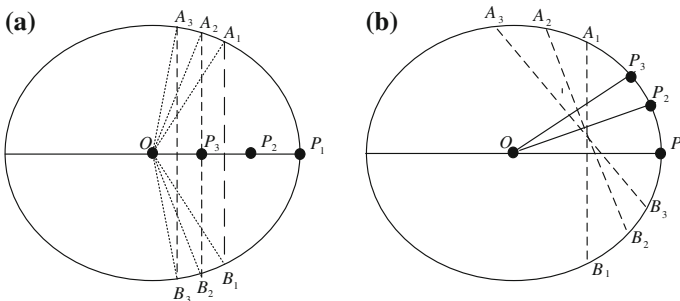 (a)
A₃ A₂ A₁
O P₃ P₂ P₁
B₃ B₂ B₁
(b)
A₃ A₂ A₁
P₃
P₂
O P
B₃
B₂
B₁